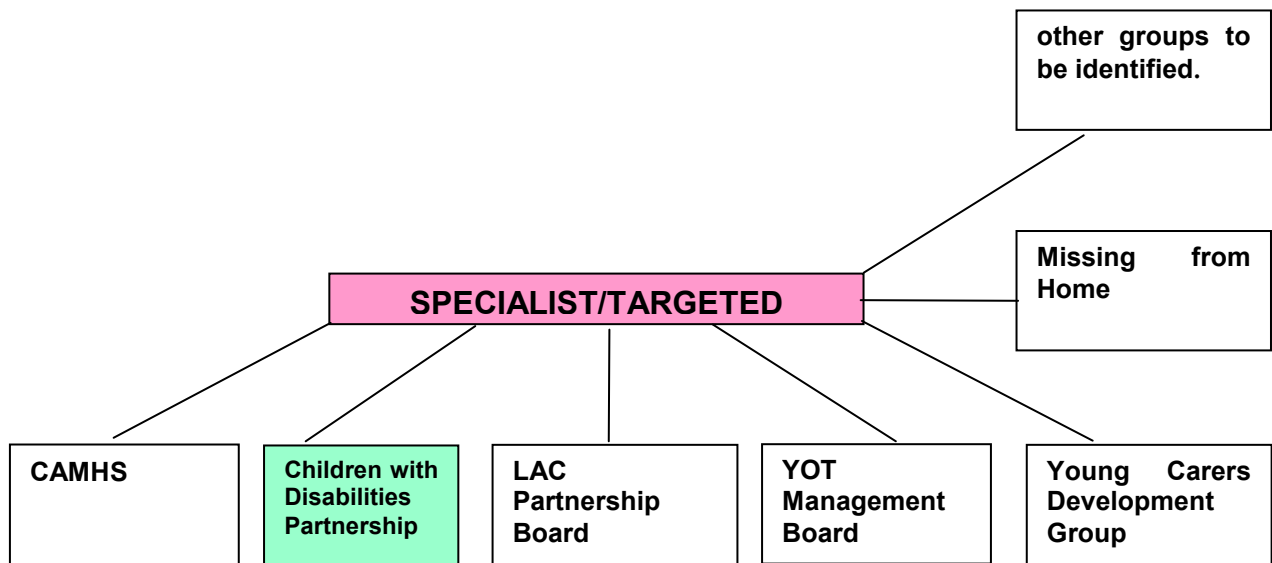 other groups to
be identified.
Missing from
Home
SPECIALIST/TARGETED
CAMHS
Children with
Disabilities
Partnership
LAC
Partnership
Board
YOT
Management
Board
Young Carers
Development
Group